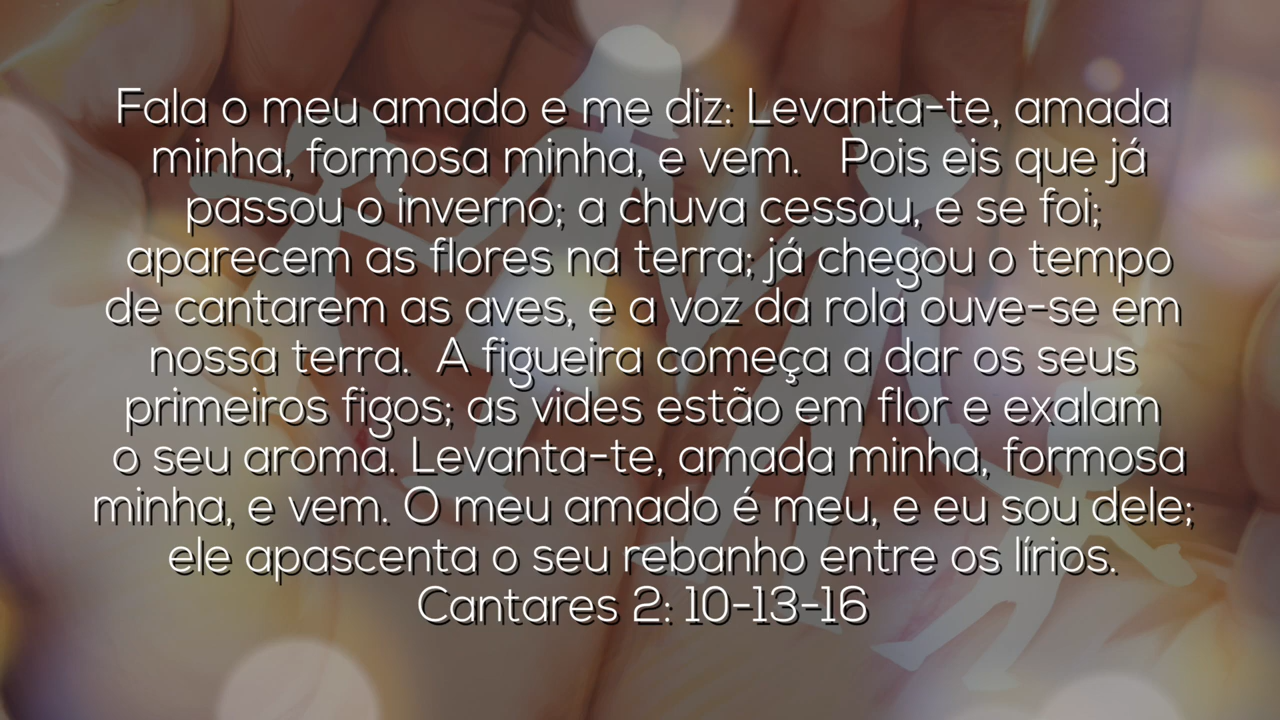 Fala o meu amado e me diz: Levanta-te, amada
minha, formosa minha, e vem. Pois eis que já
passou o inverno; a chuva cessou, e se foi;
aparecem as flores na terra; já chegou o tempo
de cantarem as aves, e a voz da rola ouve-se em
nossa terra. A figueira começa a dar os seus
primeiros figos; as vides estão em flor e exalam
o seu aroma. Levanta-te, amada minha, formosa
minha, e vem. O meu amado é meu, e eu sou dele;
ele apascenta o seu rebanho entre os lírios.
Cantares 2: 10-13-16